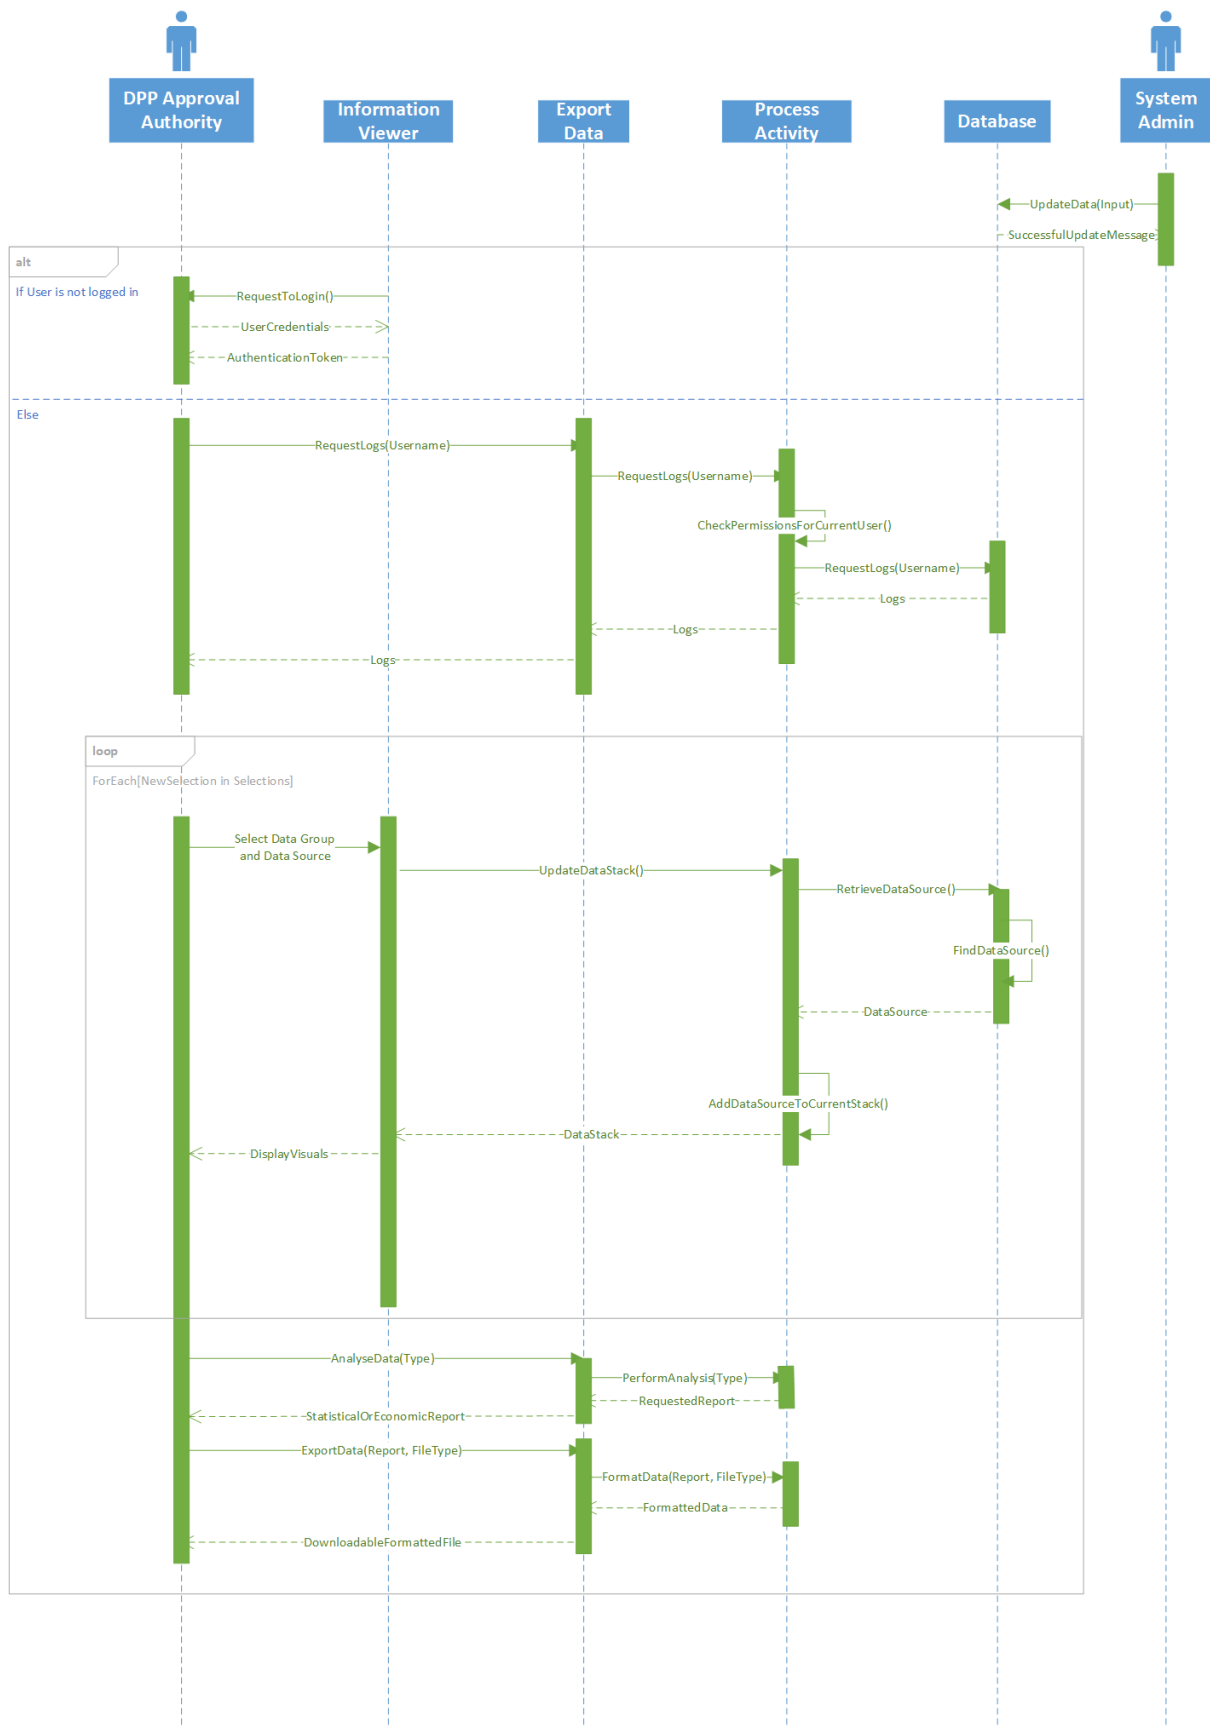 DPP Approval
Authority
Information
Viewer
Export
Data
Process
Activity
Database
System
Admin
UpdateData(Input)
SuccessfulUpdateMessage
alt
If User is not logged in
RequestToLogin()
UserCredentials
AuthenticationToken
Else
RequestLogs(Username)
RequestLogs(Username)
CheckPermissionsForCurrentUser()
RequestLogs(Username)
Logs
Logs
Logs
loop
ForEach[NewSelection in Selections]
Select Data Group
and Data Source
UpdateDataStack()
RetrieveDataSource()
FindDataSource()
DataSource
AddDataSourceToCurrentStack()
DataStack
DisplayVisuals
AnalyseData(Type)
PerformAnalysis(Type)
RequestedReport
StatisticalOrEconomicReport
ExportData(Report, FileType)
FormatData(Report, FileType)
FormattedData
DownloadableFormattedFile